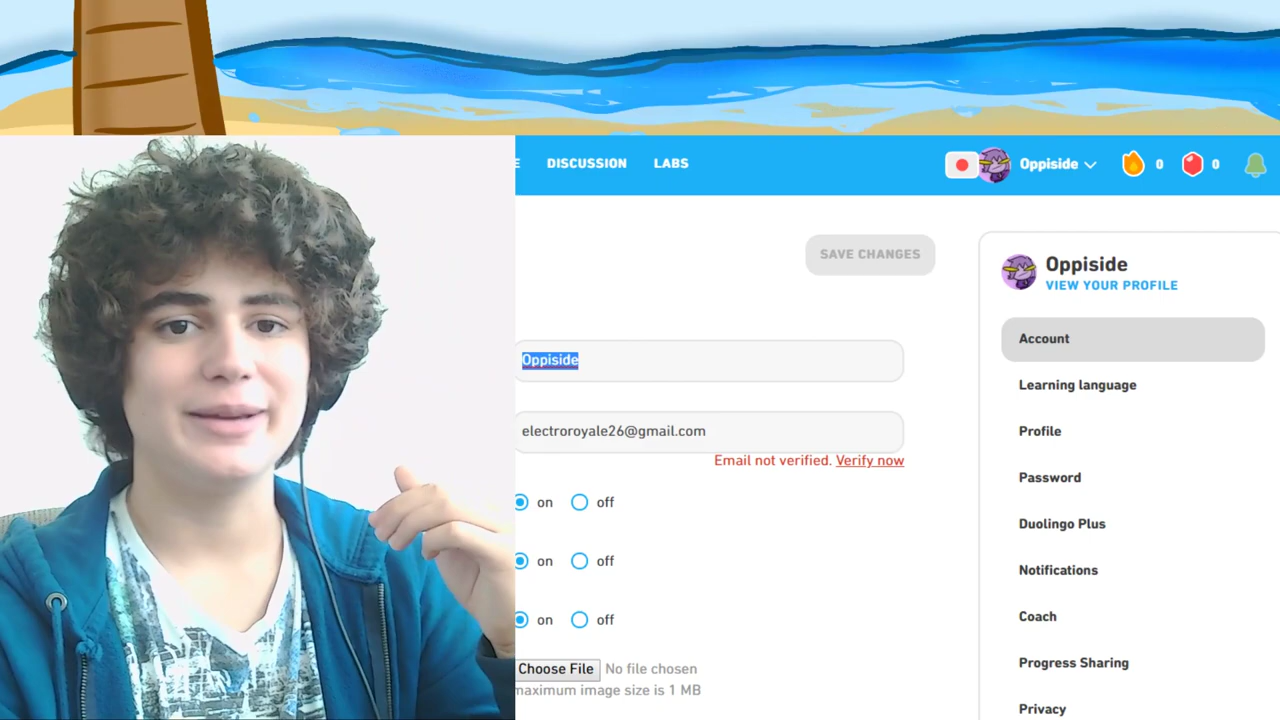 E DISCUSSION LABS Oppiside 0 0
SAVE CHANGES
Oppiside
VIEW YOUR PROFILE
Oppiside
electroroyale26@gmail.com
Email not verified. Verify now
on off
on off
on off
Choose File No file chosen
maximum image size is 1 MB
Account
Learning language
Profile
Password
Duolingo Plus
Notifications
Coach
Progress Sharing
Privacy